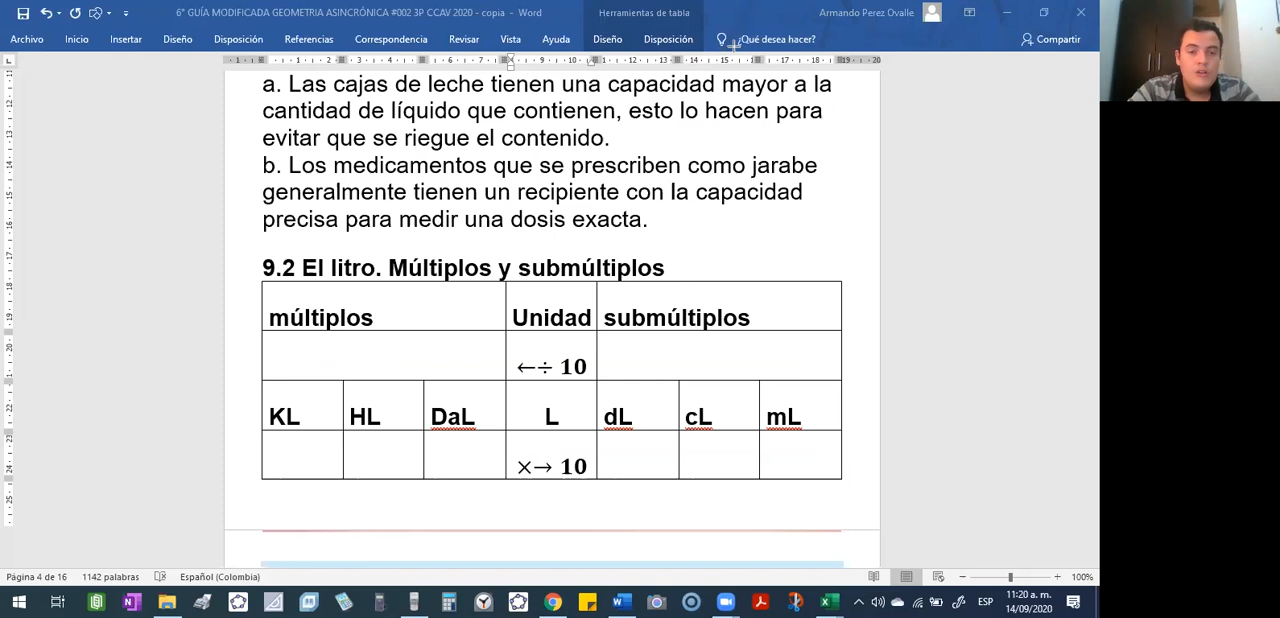 6° GUÍA MODIFICADA GEOMETRIA ASINCRÓNICA #002 3P CCAV 2020 - copia - Word
Herramientas de tabla
Armando Perez Ovalle
Archivo Inicio Insertar Diseño Disposición Referencias Correspondencia Revisar Vista Ayuda Diseño Disposición ¿Qué desea hacer? Compartir
a. Las cajas de leche tienen una capacidad mayor a la
cantidad de líquido que contienen, esto lo hacen para
evitar que se riegue el contenido.
b. Los medicamentos que se prescriben como jarabe
generalmente tienen un recipiente con la capacidad
precisa para medir una dosis exacta.
9.2 El litro. Múltiplos y submúltiplos
múltiplos Unidad submúltiplos
←÷ 10
KL HL DaL L dL cL mL
×→ 10
Página 4 de 16 1142 palabras Español (Colombia) 100%
ESP
11:20 a. m.
14/09/2020